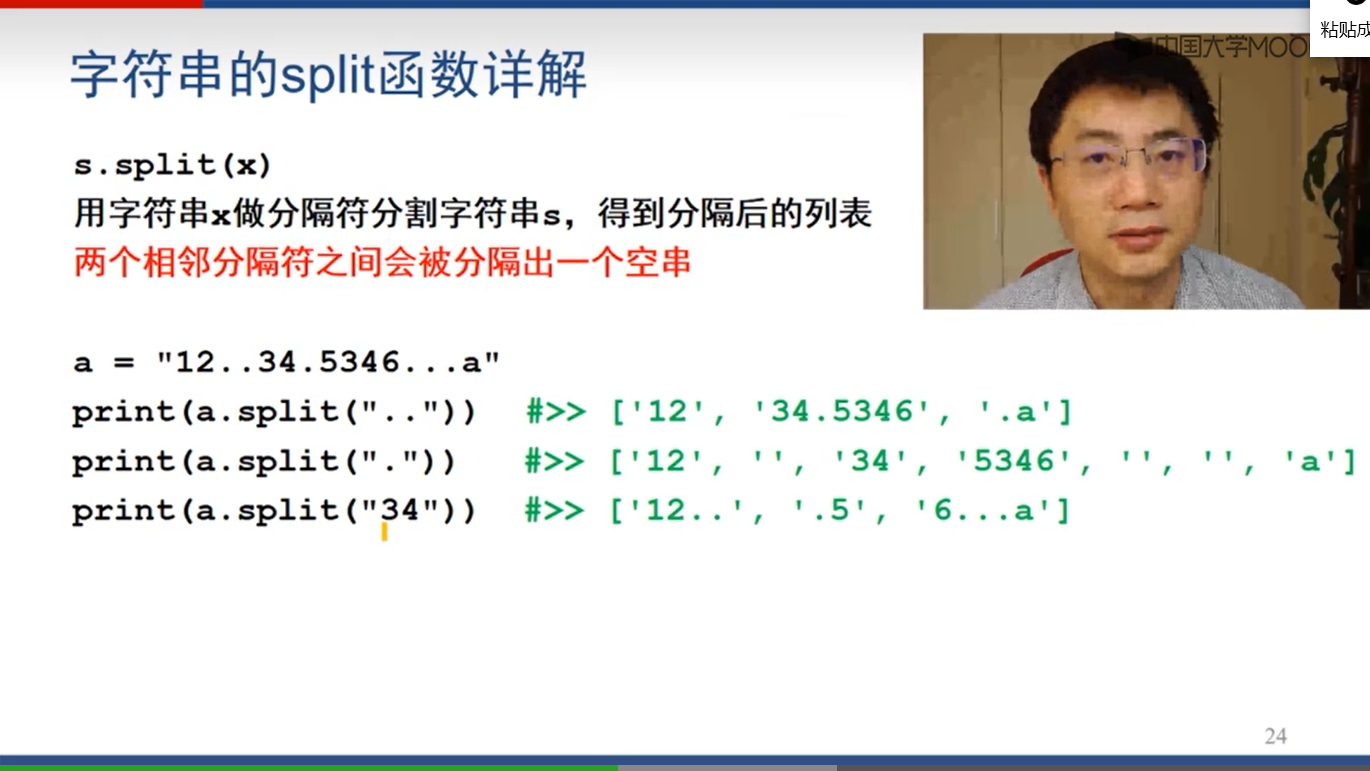 字符串的split函数详解
中国大学MOO
粘贴成
s.split(x)
用字符串x做分隔符分割字符串s，得到分隔后的列表
两个相邻分隔符之间会被分隔出一个空串
a = "12..34.5346...a"
print(a.split("..")) #>> ['12', '34.5346', '.a']
print(a.split(".")) #>> ['12', '', '34', '5346', '', '', 'a']
print(a.split("34")) #>> ['12..', '.5', '6...a']
24